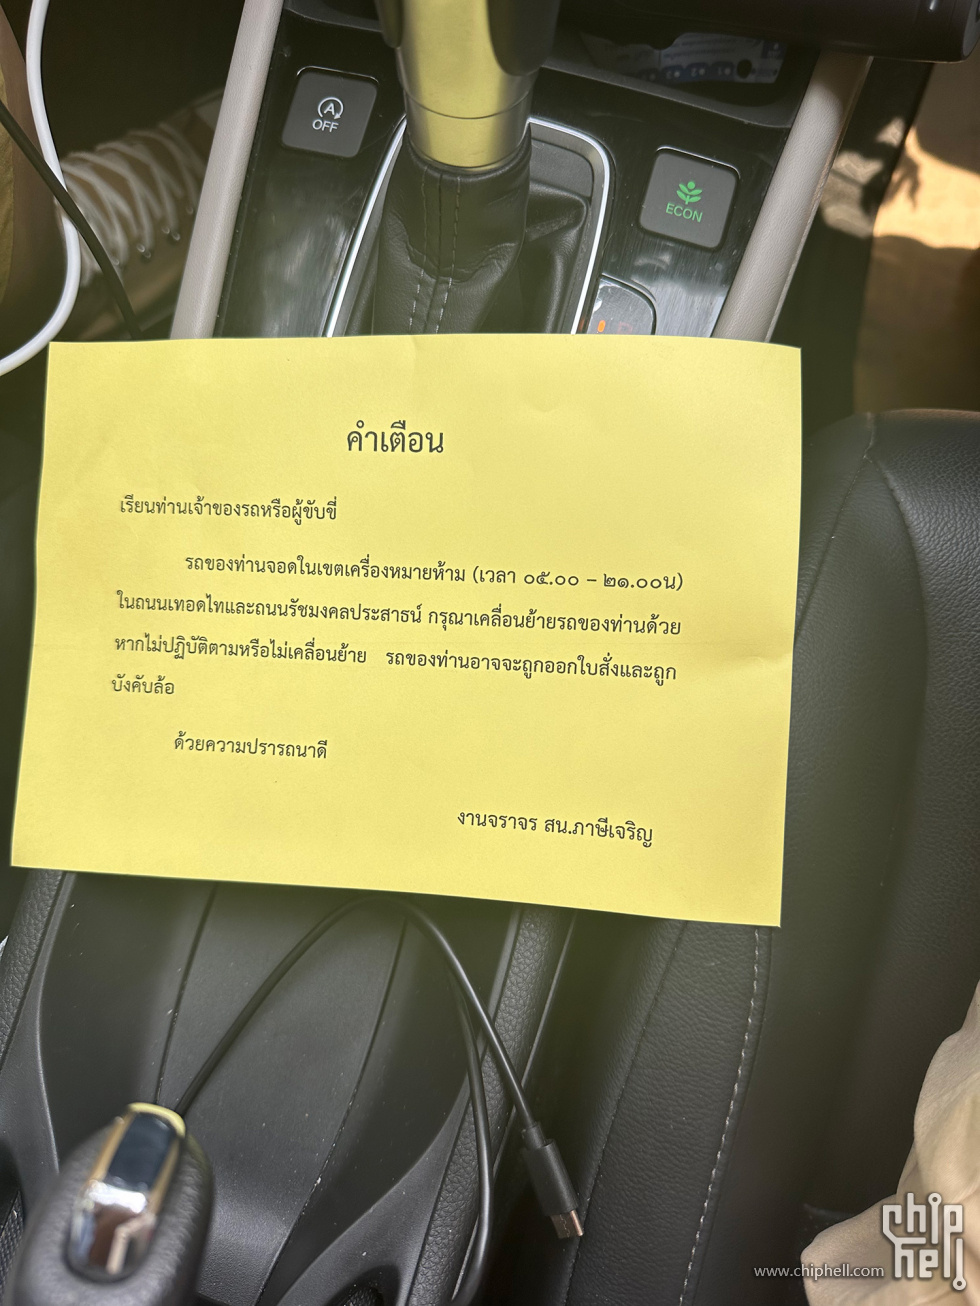 A
OFF
ECON
คำเตือน
เรียนท่านเจ้าของรถหรือผู้ขับขี่
รถของท่านจอดในเขตเครื่องหมายห้าม (เวลา ๐๕.๐๐ – ๒๑.๐๐น)
ในถนนเทอดไทและถนนรัชมงคลประสาธน์ กรุณาเคลื่อนย้ายรถของท่านด้วย
หากไม่ปฏิบัติตามหรือไม่เคลื่อนย้าย รถของท่านอาจจะถูกออกใบสั่งและถูก
บังคับล้อ
ด้วยความปรารถนาดี
งานจราจร สน.ภาษีเจริญ
chip
hell
www.chiphell.com